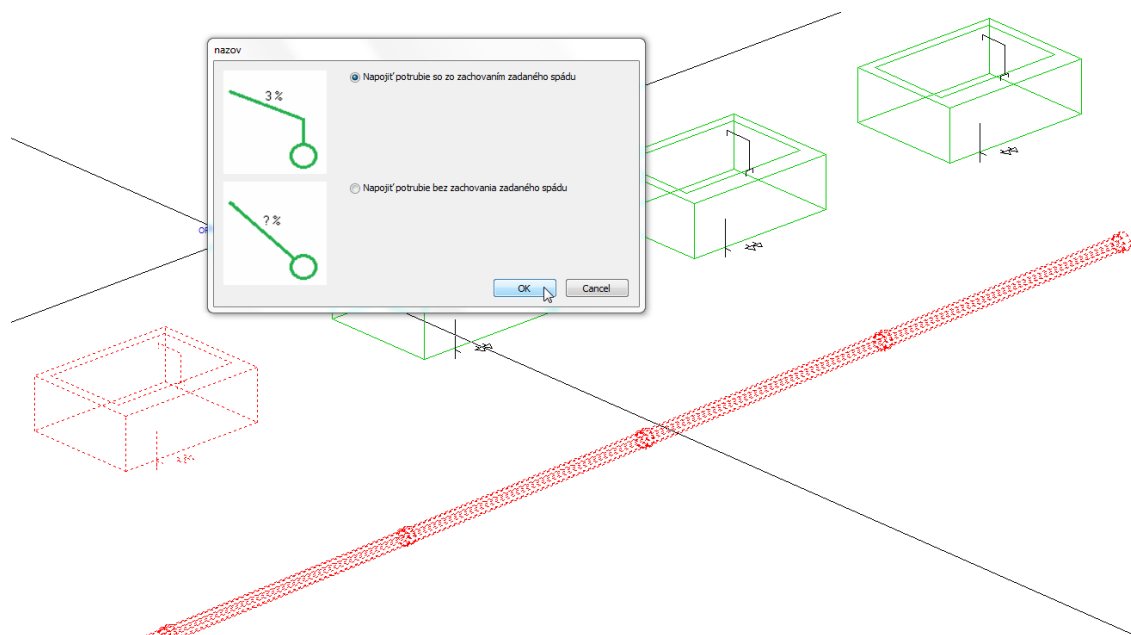 nazov
3 %
Napojiť potrubie so zo zachovaním zadaného spádu
? %
Napojiť potrubie bez zachovania zadaného spádu
OK
Cancel